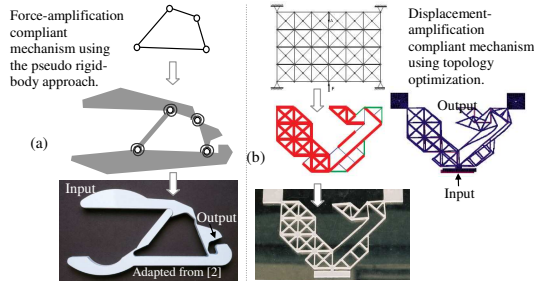 Force-amplification
compliant
mechanism using
the pseudo rigid-
body approach.
(a)
Input
Output
Adapted from [2]
Displacement-
amplification
compliant mechanism
using topology
optimization.
(b)
Output
Input